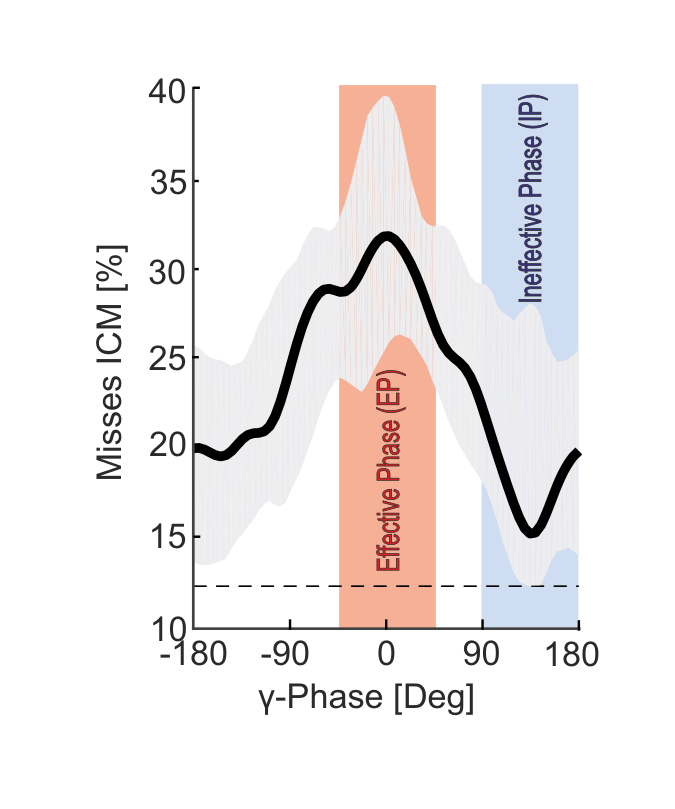 40
35
30
25
20
15
10
Misses ICM [%]
Effective Phase (EP)
Ineffective Phase (IP)
-180 -90 0 90 180
γ-Phase [Deg]